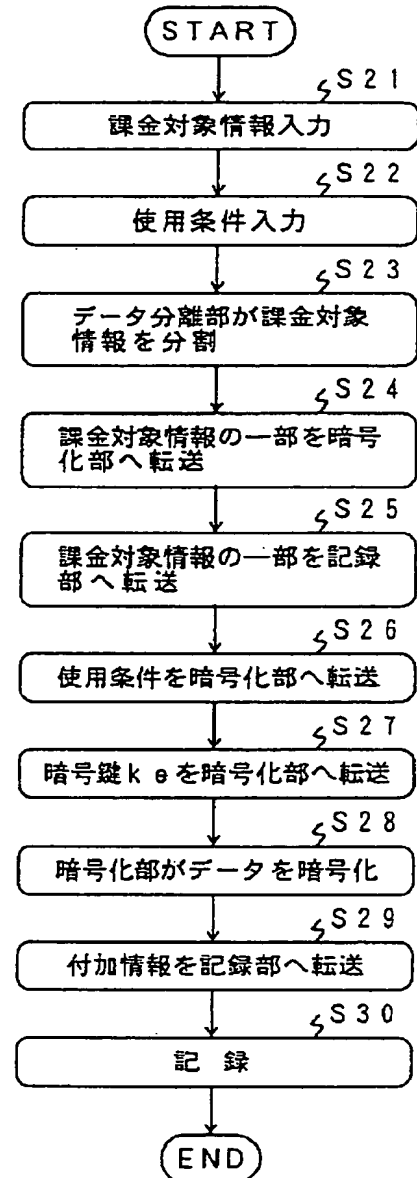 START
S21
課金対象情報入力
S22
使用条件入力
S23
データ分離部が課金対象
情報を分割
S24
課金対象情報の一部を暗号
化部へ転送
S25
課金対象情報の一部を記録
部へ転送
S26
使用条件を暗号化部へ転送
S27
暗号鍵keを暗号化部へ転送
S28
暗号化部がデータを暗号化
S29
付加情報を記録部へ転送
S30
記 録
END